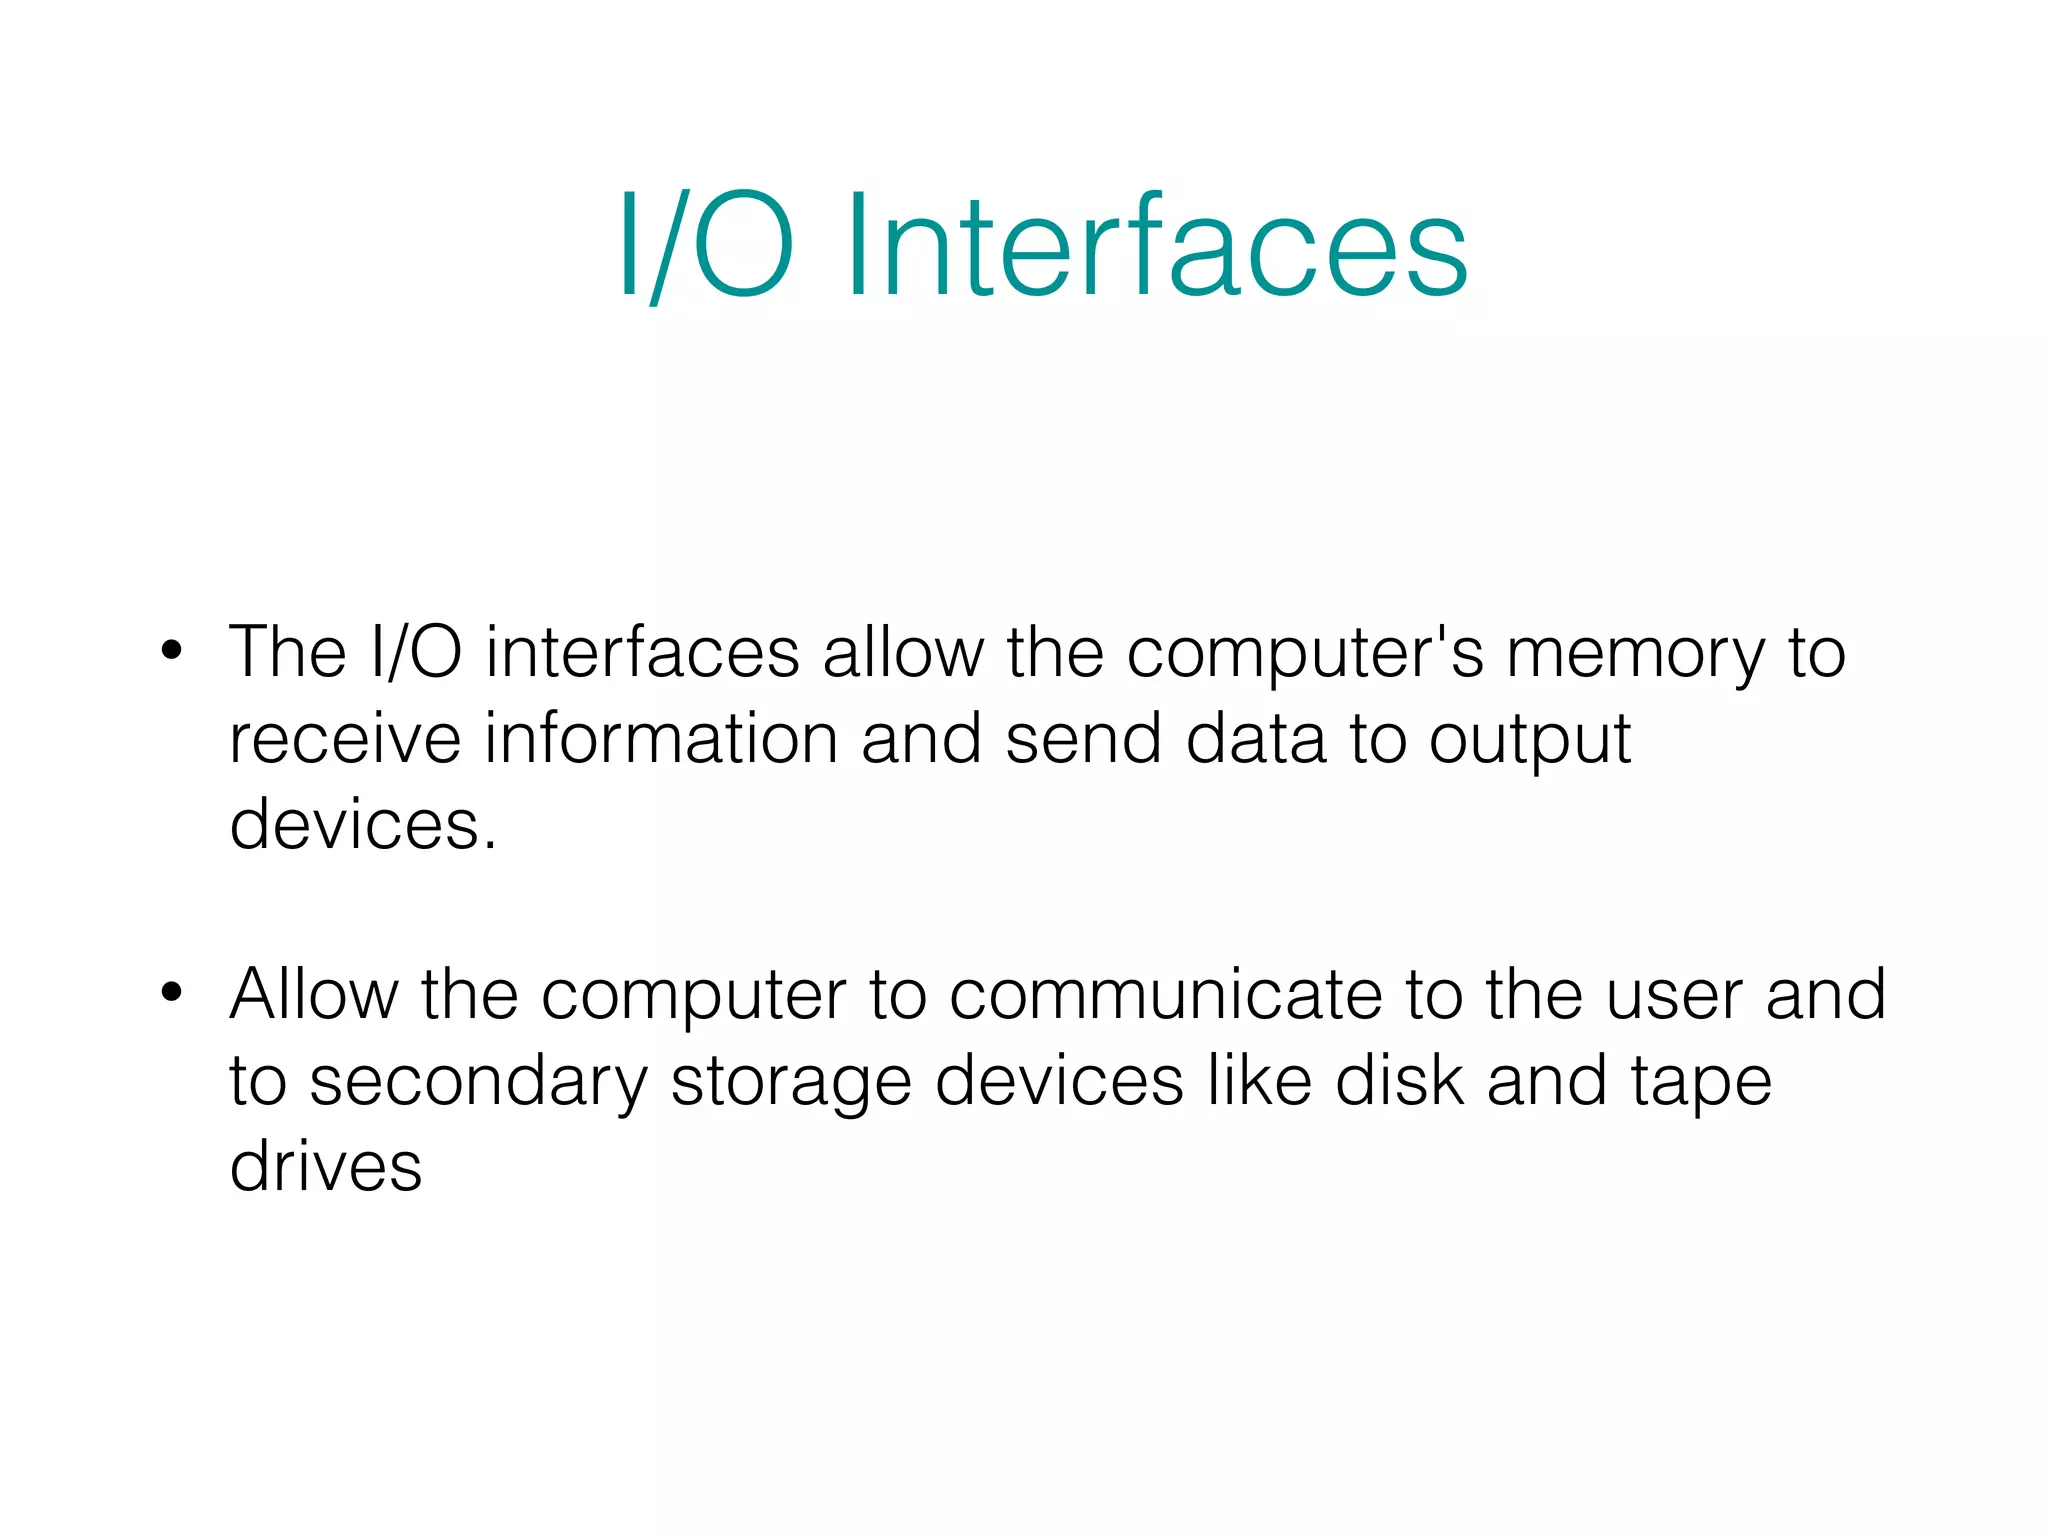 I/O Interfaces
• The I/O interfaces allow the computer's memory to
receive information and send data to output
devices.
• Allow the computer to communicate to the user and
to secondary storage devices like disk and tape
drives